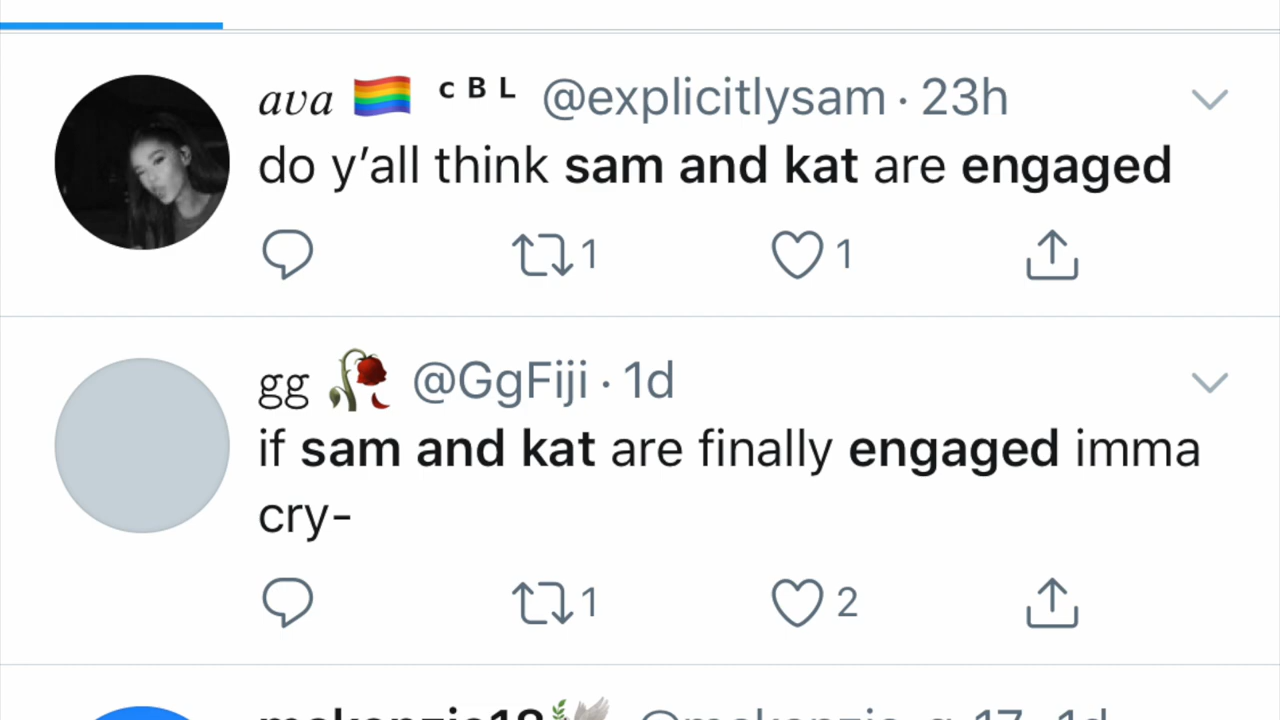 ava 🏳️‍🌈 ᶜ ᴮ ᴸ @explicitlysam · 23h
do y’all think sam and kat are engaged
1 1
gg 🥀 @GgFiji · 1d
if sam and kat are finally engaged imma
cry-
1 2